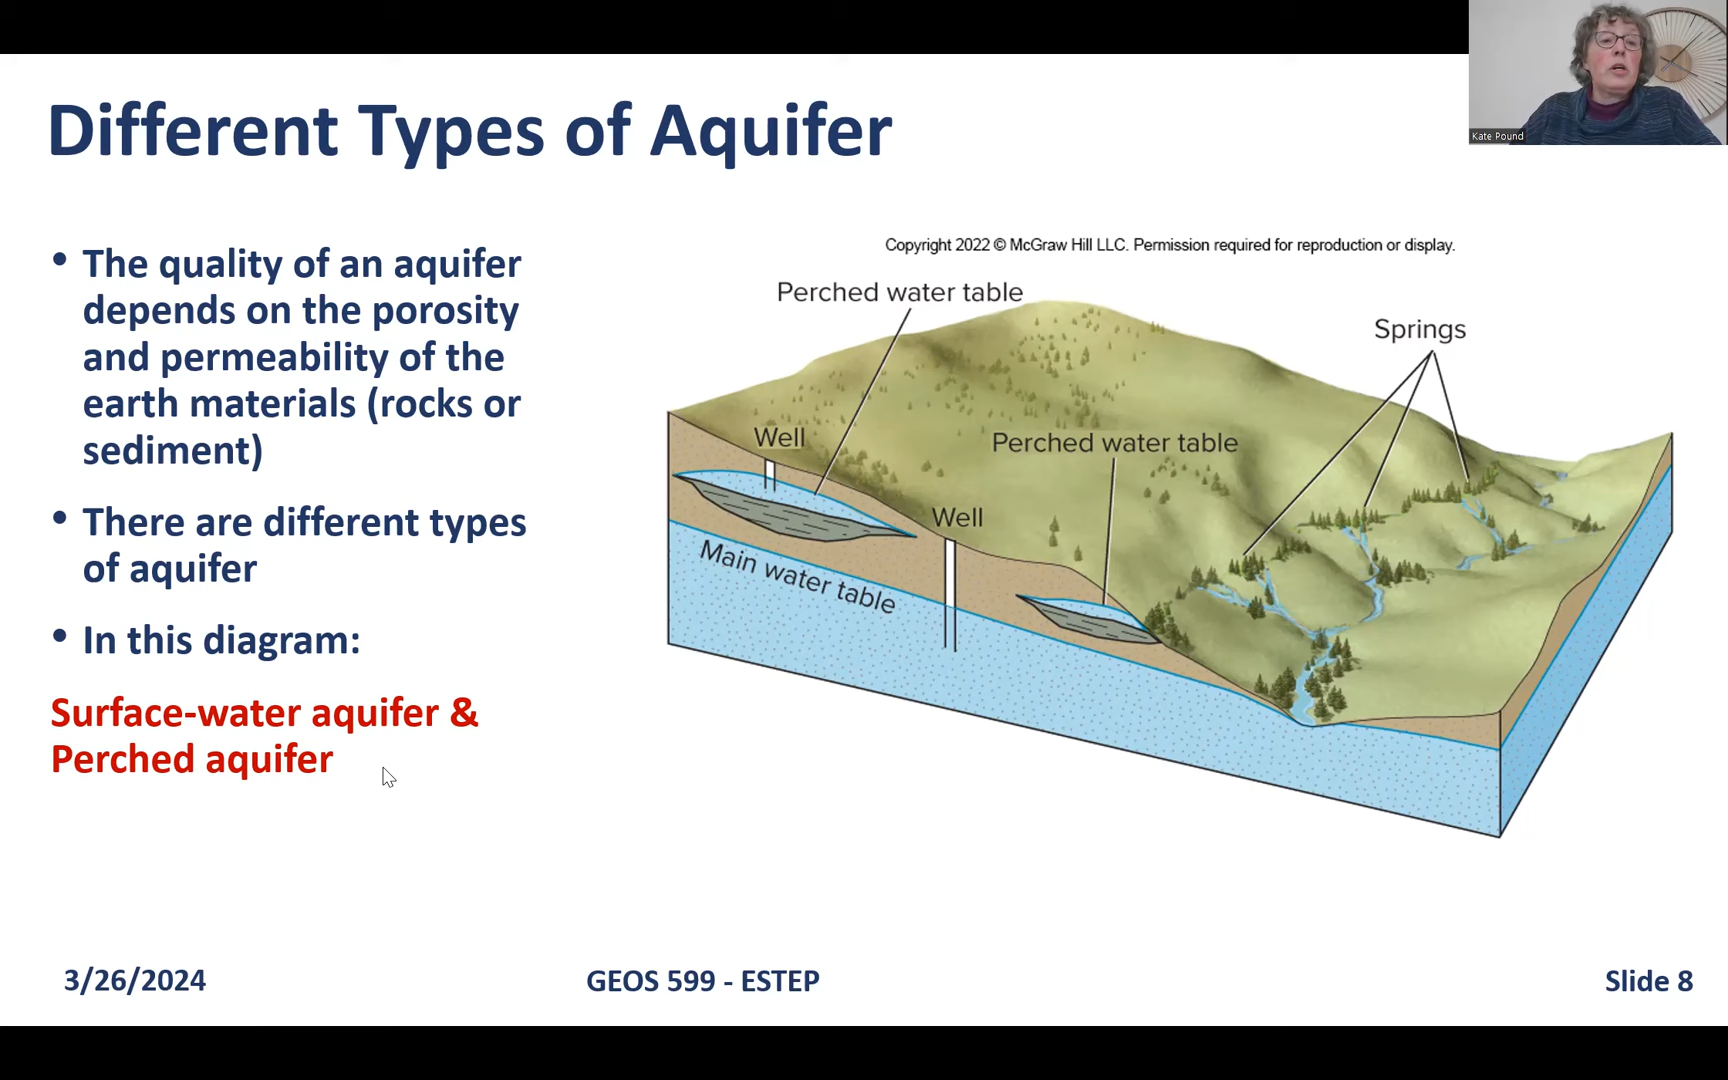 Kate Pound
Different Types of Aquifer
• The quality of an aquifer
depends on the porosity
and permeability of the
earth materials (rocks or
sediment)
• There are different types
of aquifer
• In this diagram:
Surface-water aquifer &
Perched aquifer
Copyright 2022 © McGraw Hill LLC. Permission required for reproduction or display.
Perched water table
Springs
Well
Perched water table
Well
Main water table
3/26/2024
GEOS 599 - ESTEP
Slide 8